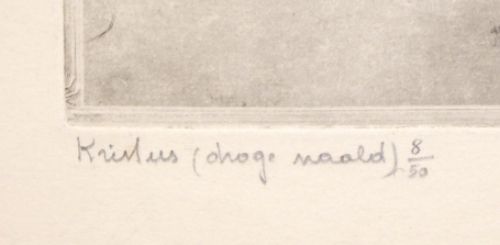 Kristus (droge naald) 8/50